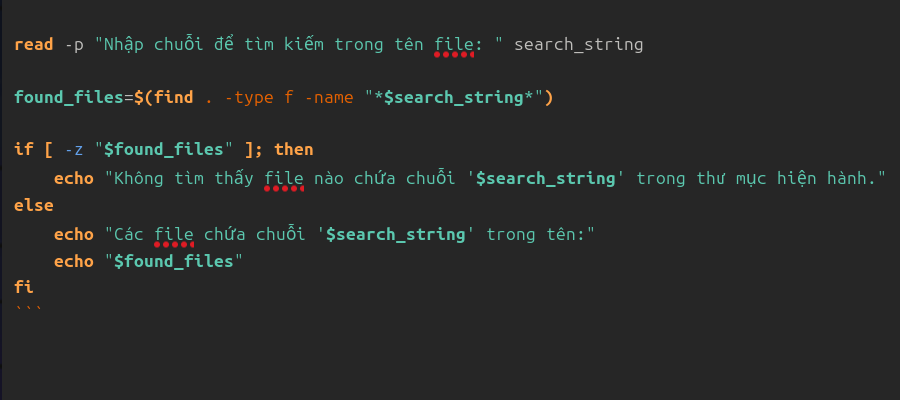 read -p "Nhập chuỗi để tìm kiếm trong tên file: " search_string
found_files=$(find . -type f -name "*$search_string*")
if [ -z "$found_files" ]; then
    echo "Không tìm thấy file nào chứa chuỗi '$search_string' trong thư mục hiện hành."
else
    echo "Các file chứa chuỗi '$search_string' trong tên:"
    echo "$found_files"
fi
```